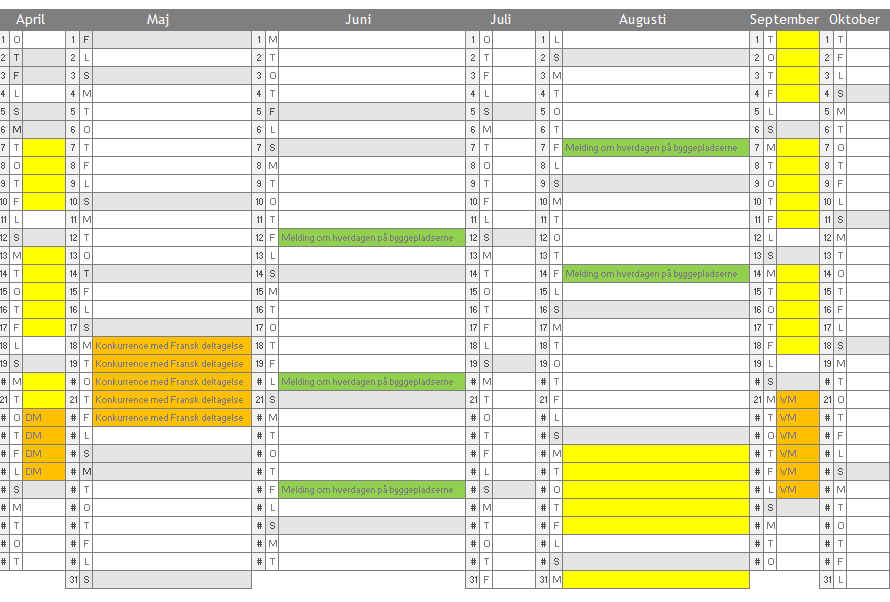 April Maj Juni Juli Augusti September Oktober
1 O 1 F 1 M 1 O 1 L 1 T 1 T
2 T 2 L 2 T 2 T 2 S 2 O 2 F
3 F 3 S 3 O 3 F 3 M 3 T 3 L
4 L 4 M 4 T 4 L 4 T 4 F 4 S
5 S 5 T 5 F 5 S 5 O 5 L 5 M
6 M 6 O 6 L 6 M 6 T 6 S 6 T
7 T 7 T 7 S 7 T 7 F Melding om hverdagen på byggepladserne 7 M 7 O
8 O 8 F 8 M 8 O 8 L 8 T 8 T
9 T 9 L 9 T 9 T 9 S 9 O 9 F
10 F 10 S 10 O 10 F 10 M 10 T 10 L
11 L 11 M 11 T 11 L 11 T 11 F 11 S
12 S 12 T 12 F Melding om hverdagen på byggepladserne 12 S 12 O 12 L 12 M
13 M 13 O 13 L 13 M 13 T 13 S 13 T
14 T 14 T 14 S 14 T 14 F Melding om hverdagen på byggepladserne 14 M 14 O
15 O 15 F 15 M 15 O 15 L 15 T 15 T
16 T 16 L 16 T 16 T 16 S 16 O 16 F
17 F 17 S 17 O 17 F 17 M 17 T 17 L
18 L 18 M Konkurrence med Fransk deltagelse 18 T 18 L 18 T 18 F 18 S
19 S 19 T Konkurrence med Fransk deltagelse 19 F 19 S 19 O 19 L 19 M
# M # O Konkurrence med Fransk deltagelse # L Melding om hverdagen på byggepladserne # M # T # S # T
21 T 21 T Konkurrence med Fransk deltagelse 21 S 21 T 21 F 21 M WM 21 O
# O DM # F Konkurrence med Fransk deltagelse # M # O # L # T WM # T
# T DM # L # T # T # S # O WM # F
# F DM # S # O # F # M # T WM # L
# L DM # M # T # L # T # F WM # S
# S # T # F Melding om hverdagen på byggepladserne # S # O # L WM # M
# M # O # L # M # T # S # T
# T # T # S # T # F # M # O
# O # F # M # O # L # T # T
# T # L # T # T # S # O # F
31 S 31 F 31 M 31 L